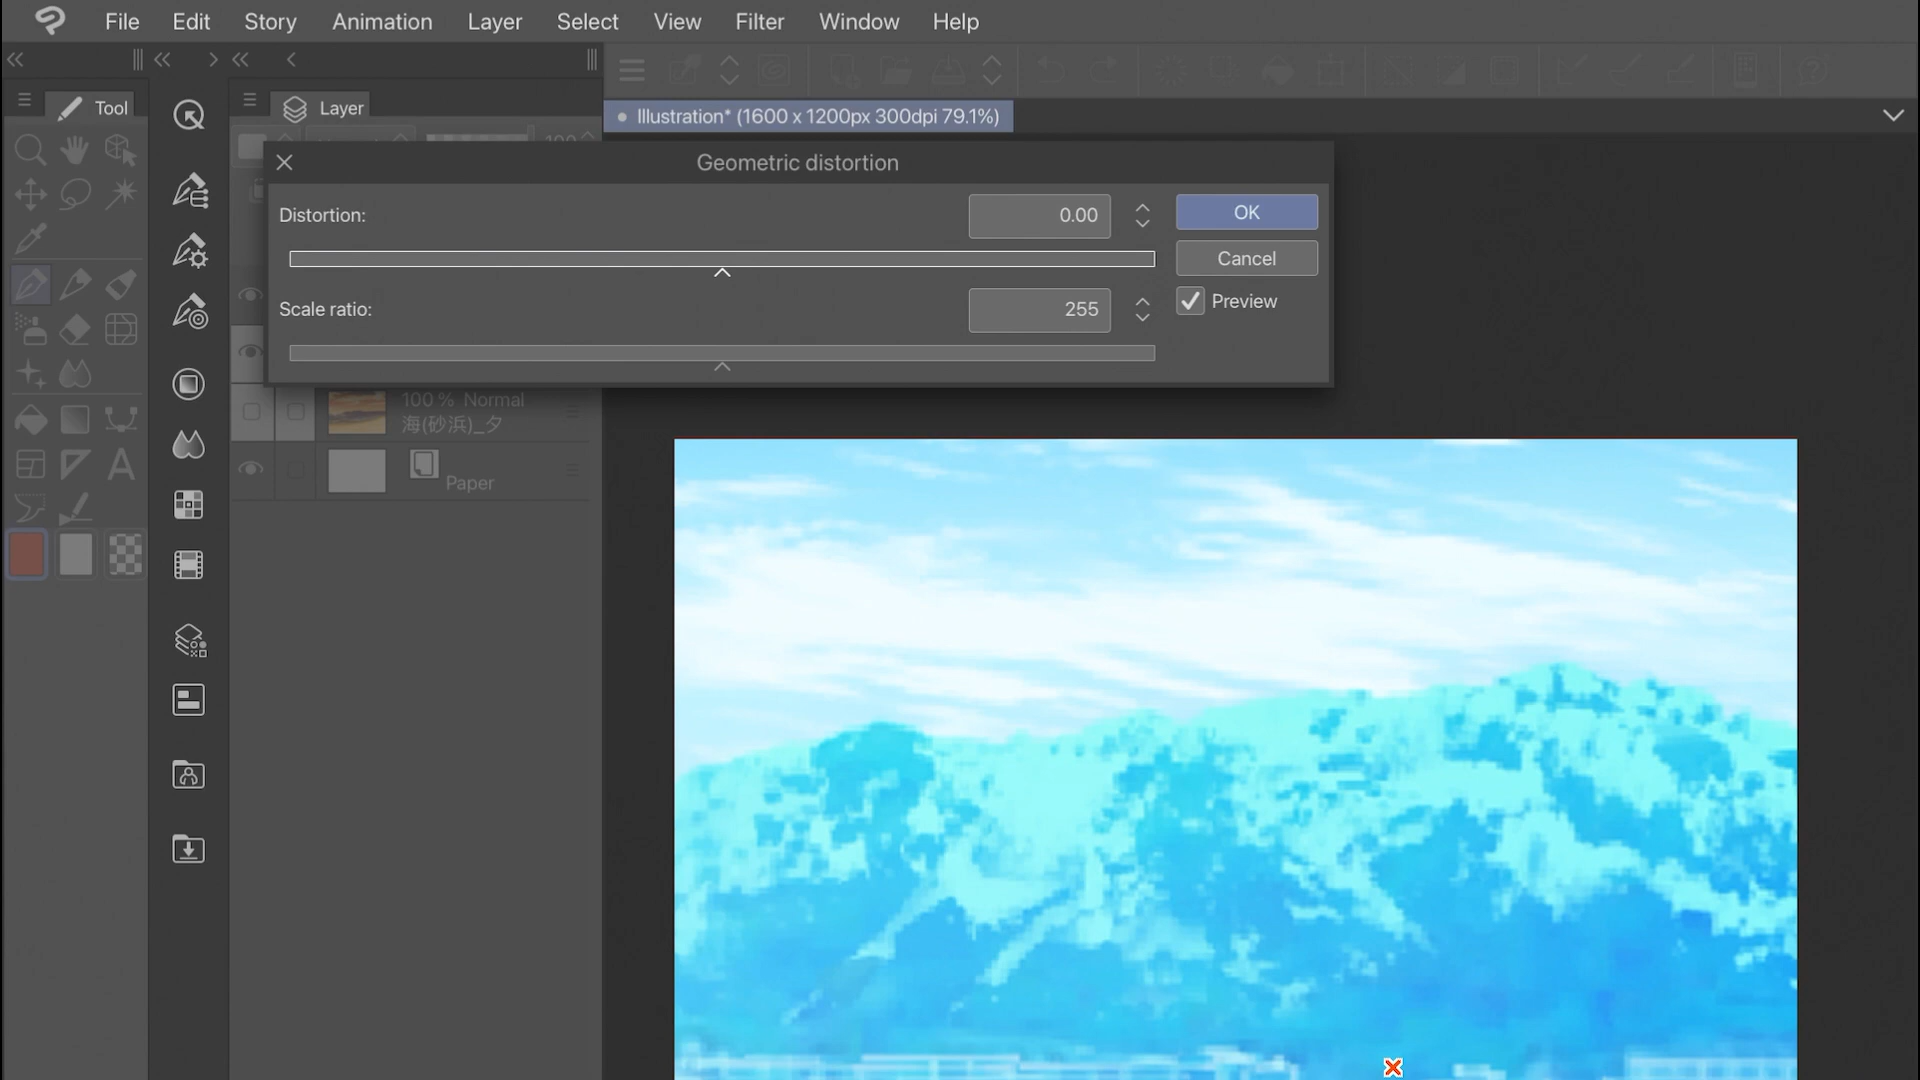 File Edit Story Animation Layer Select View Filter Window Help
Tool
Layer
Illustration* (1600 x 1200px 300dpi 79.1%)
100
Geometric distortion
Distortion: 0.00
OK
Cancel
Scale ratio: 255
Preview
100 % Normal
海(砂浜)_夕
Paper